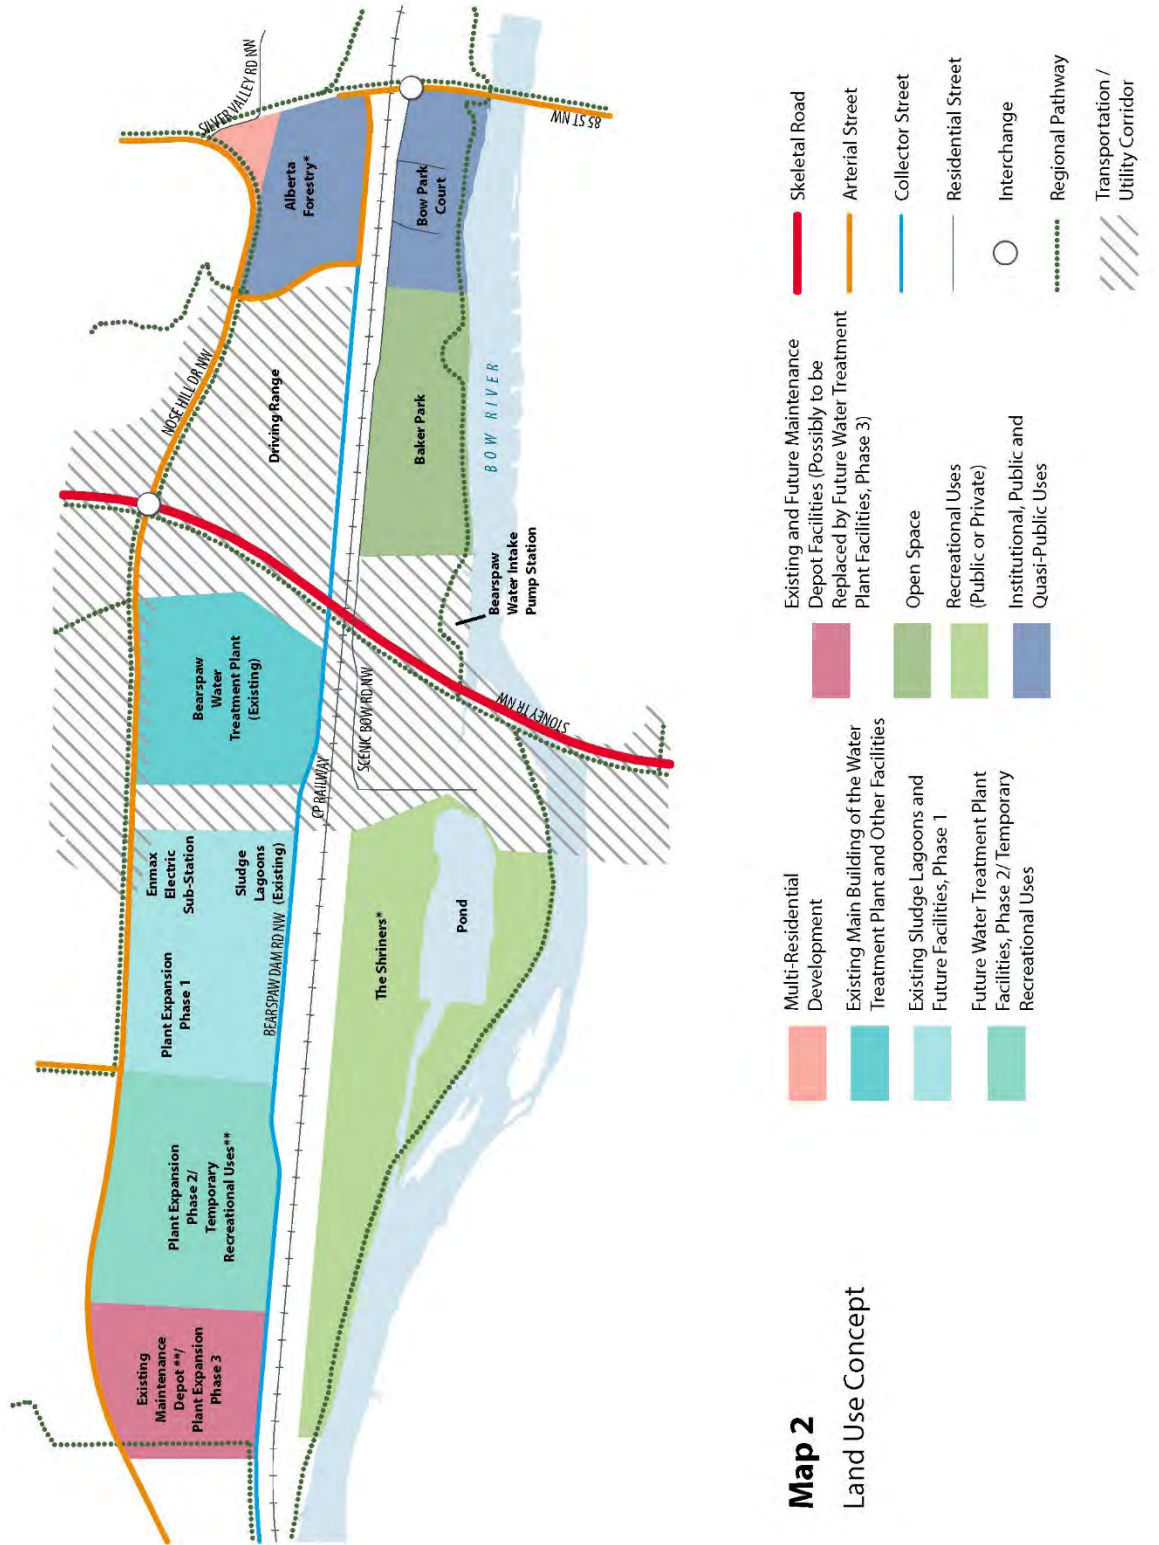 SILVER VALLEY RD NW
NOSE HILL DR NW
Alberta
Forestry*
Bow Park
Court
85 ST NW
Driving Range
Baker Park
BOW RIVER
Bearspaw
Water Intake
Pump Station
Bearspaw
Water
Treatment Plant
(Existing)
SCENIC BOW RD NW
STONEY TR NW
CP RAILWAY
Enmax
Electric
Sub-Station
Sludge
Lagoons
(Existing)
BEARSPAW DAM RD NW
Plant Expansion
Phase 1
The Shriners*
Pond
Plant Expansion
Phase 2/
Temporary
Recreational Uses**
Existing
Maintenance
Depot **/
Plant Expansion
Phase 3
Map 2
Land Use Concept
Multi-Residential
Development
Existing Main Building of the Water
Treatment Plant and Other Facilities
Existing Sludge Lagoons and
Future Facilities, Phase 1
Future Water Treatment Plant
Facilities, Phase 2/ Temporary
Recreational Uses
Existing and Future Maintenance
Depot Facilities (Possibly to be
Replaced by Future Water Treatment
Plant Facilities, Phase 3)
Open Space
Recreational Uses
(Public or Private)
Institutional, Public and
Quasi-Public Uses
Skeletal Road
Arterial Street
Collector Street
Residential Street
Interchange
Regional Pathway
Transportation /
Utility Corridor